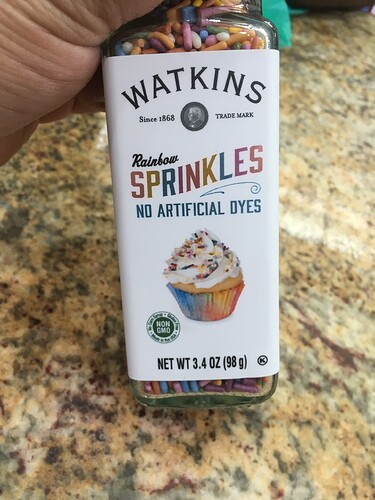 WATKINS
Since 1868 TRADE MARK
Rainbow
SPRINKLES
NO ARTIFICIAL DYES
NON
GMO
NET WT 3.4 OZ (98 g) K